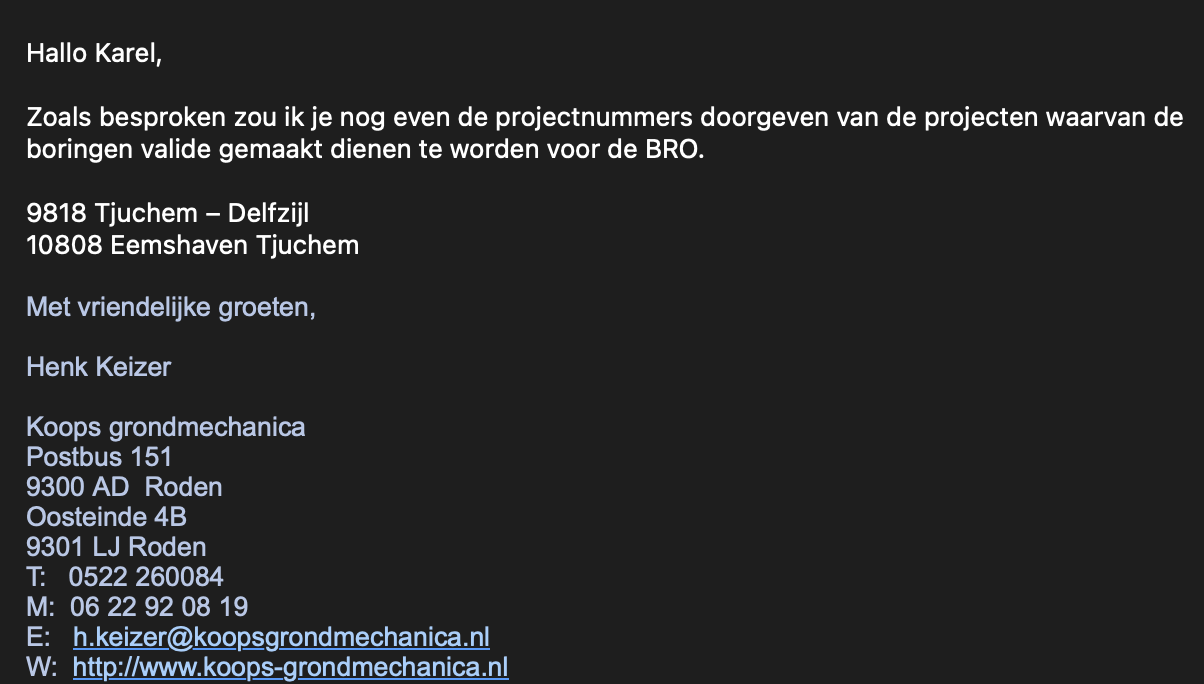 Hallo Karel,
Zoals besproken zou ik je nog even de projectnummers doorgeven van de projecten waarvan de
boringen valide gemaakt dienen te worden voor de BRO.
9818 Tjuchem – Delfzijl
10808 Eemshaven Tjuchem
Met vriendelijke groeten,
Henk Keizer
Koops grondmechanica
Postbus 151
9300 AD  Roden
Oosteinde 4B
9301 LJ Roden
T:   0522 260084
M:  06 22 92 08 19
E:   h.keizer@koopsgrondmechanica.nl
W:  http://www.koops-grondmechanica.nl